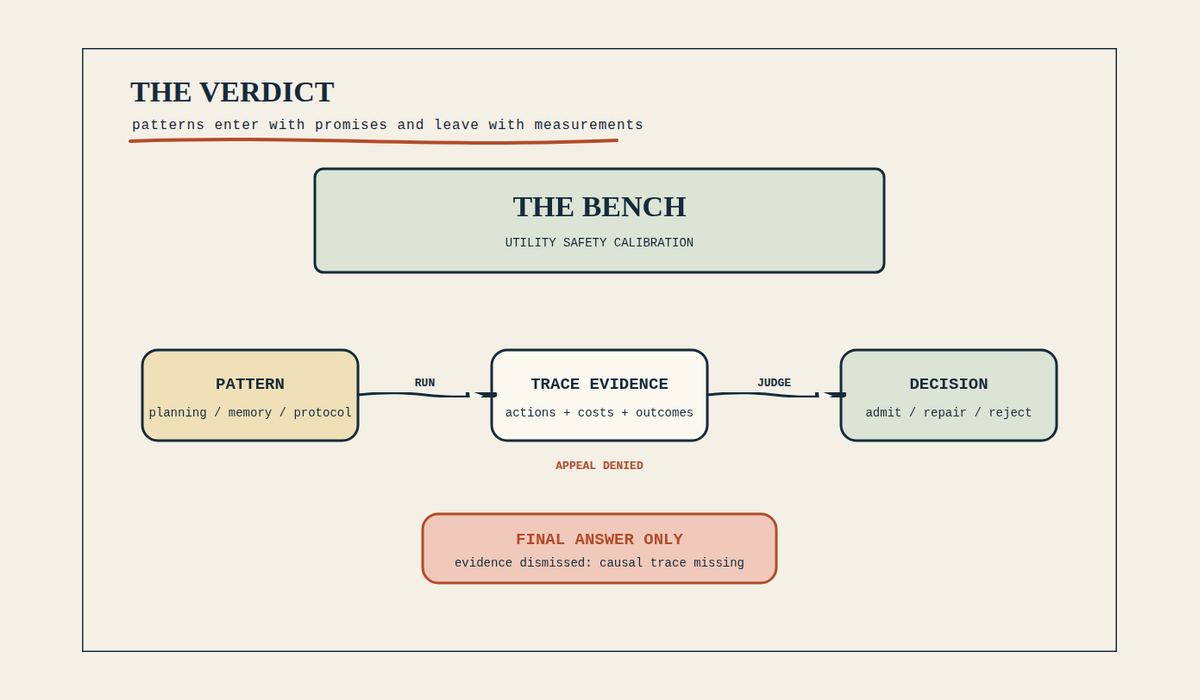 THE VERDICT
patterns enter with promises and leave with measurements
THE BENCH
UTILITY SAFETY CALIBRATION
PATTERN
planning / memory / protocol
RUN
TRACE EVIDENCE
actions + costs + outcomes
JUDGE
DECISION
admit / repair / reject
APPEAL DENIED
FINAL ANSWER ONLY
evidence dismissed: causal trace missing